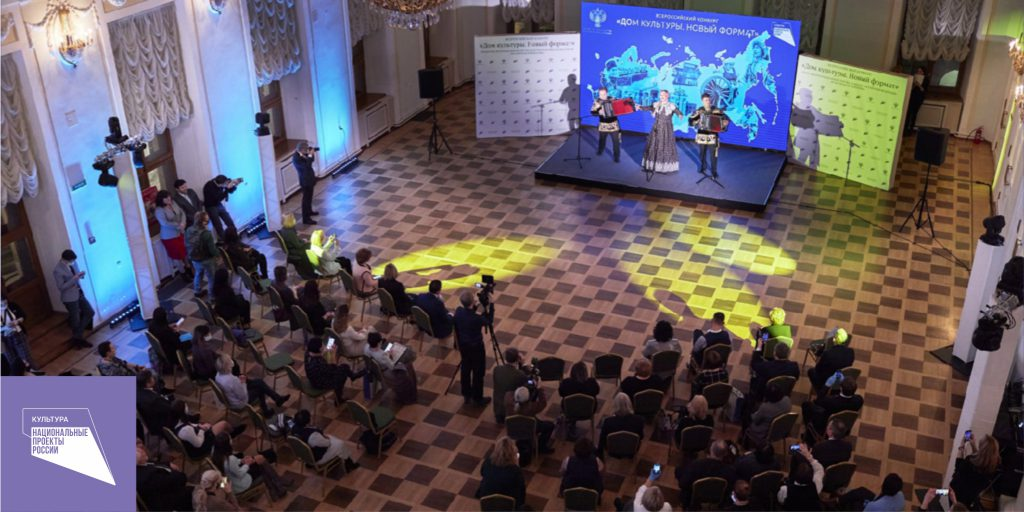 ВСЕРОССИЙСКИЙ КОНКУРС
«ДОМ КУЛЬТУРЫ. НОВЫЙ ФОРМАТ»
«Дом культуры. Новый формат»
«Дом культуры. Новый формат»
КУЛЬТУРА
НАЦИОНАЛЬНЫЕ
ПРОЕКТЫ
РОССИИ